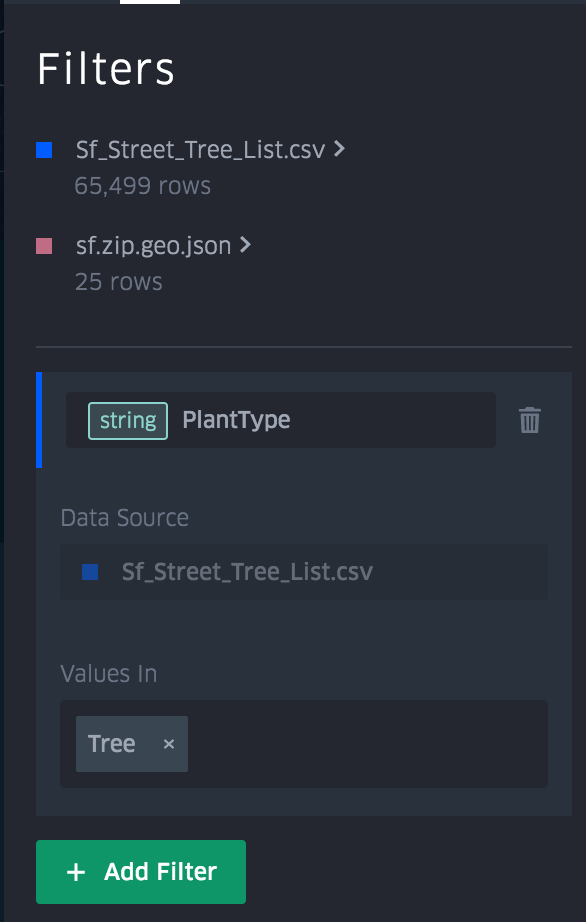 Filters
Sf_Street_Tree_List.csv
65,499 rows
sf.zip.geo.json
25 rows
string PlantType
Data Source
Sf_Street_Tree_List.csv
Values In
Tree ×
+ Add Filter